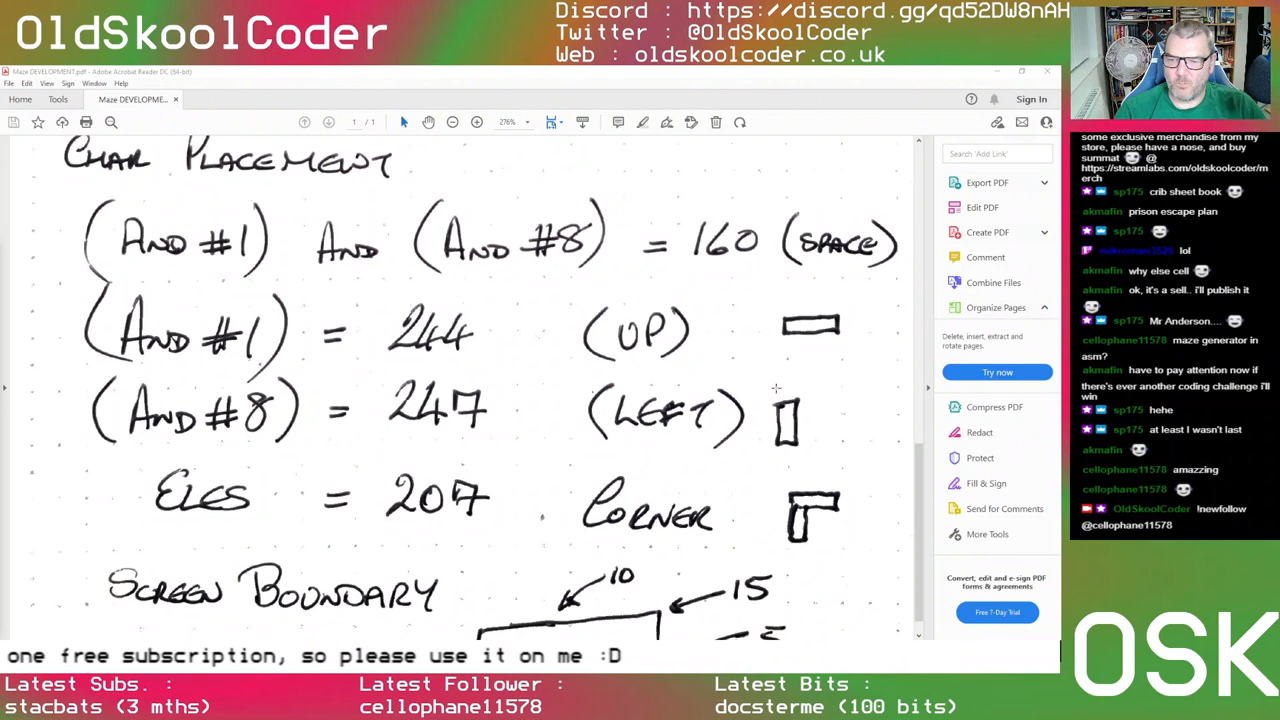 OldSkoolCoder
Discord : https://discord.gg/qd52DW8nAH
Twitter : @OldSkoolCoder
Web : oldskoolcoder.co.uk
Maze DEVELOPMENT.pdf - Adobe Acrobat Reader DC (64-bit)
File Edit View Sign Window Help
Home Tools Maze DEVELOPME... × Sign In
1 / 1 276%
CHAR PLACEMENT
(AND #1) AND (AND #8) = 160 (SPACE)
(AND #1) = 244 (UP)
(AND #8) = 247 (LEFT)
ELES = 207 CORNER
SCREEN BOUNDARY 10 15
Search 'Add Link'
Export PDF
Edit PDF
Create PDF
Comment
Combine Files
Organize Pages
Delete, insert, extract and
reorder pages.
Try now
Compress PDF
Redact
Protect
Fill & Sign
Send for Comments
More Tools
Convert, edit and e-sign PDF
forms & agreements
Free 7-Day Trial
some exclusive merchandise from my
store, please have a nose, and buy
summat @
https://streamlabs.com/oldskoolcoder/m
erch
sp175 crib sheet book
akmafin prison escape plan
sp175
lol
akmafin why else cell
akmafin ok, it's a sell.. i'll publish it
sp175 Mr Anderson....
cellophane11578 maze generator in
asm?
akmafin have to pay attention now if
there's ever another coding challenge i'll
win
sp175 hehe
sp175 at least I wasn't last
akmafin
cellophane11578 amazzing
cellophane11578
OldSkoolCoder !newfollow
@cellophane11578
one free subscription, so please use it on me :D
OSK
Latest Subs. :
stacbats (3 mths)
Latest Follower :
cellophane11578
Latest Bits :
docsterme (100 bits)